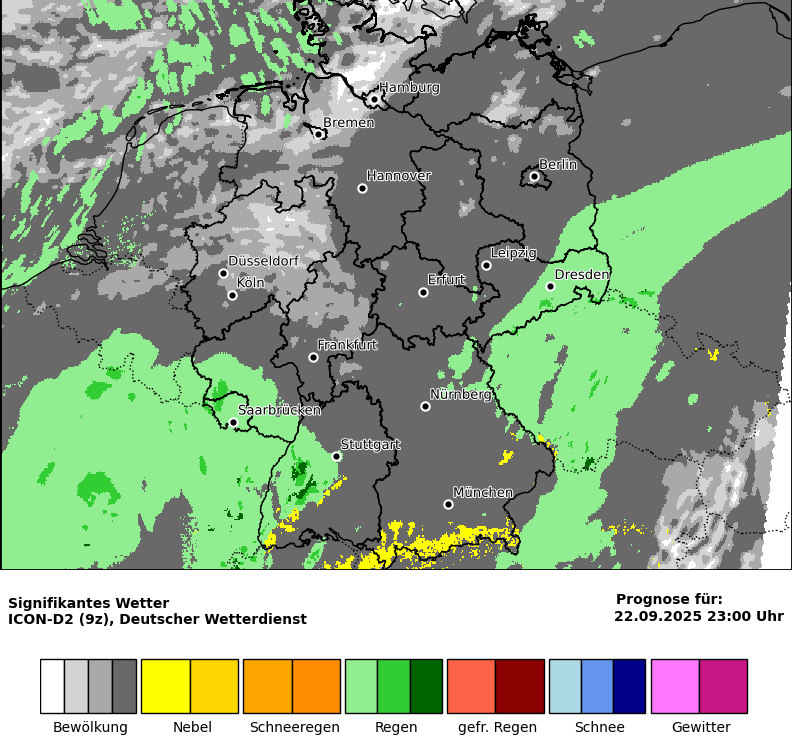 Hamburg
Bremen
Berlin
Hannover
Leipzig
Düsseldorf
Dresden
Köln
Erfurt
Frankfurt
Nürnberg
Saarbrücken
Stuttgart
München
Signifikantes Wetter
ICON-D2 (9z), Deutscher Wetterdienst
Prognose für:
22.09.2025 23:00 Uhr
Bewölkung
Nebel
Schneeregen
Regen
gefr. Regen
Schnee
Gewitter